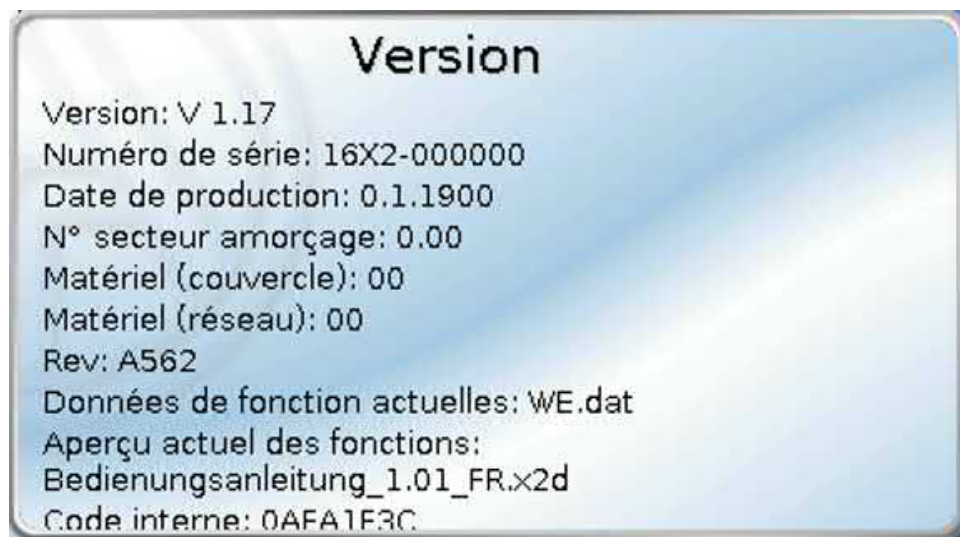 Version
Version: V 1.17
Numéro de série: 16X2-000000
Date de production: 0.1.1900
N° secteur amorçage: 0.00
Matériel (couvercle): 00
Matériel (réseau): 00
Rev: A562
Données de fonction actuelles: WE.dat
Aperçu actuel des fonctions:
Bedienungsanleitung_1.01_FR.x2d
Code interne: 0AFA1F3C